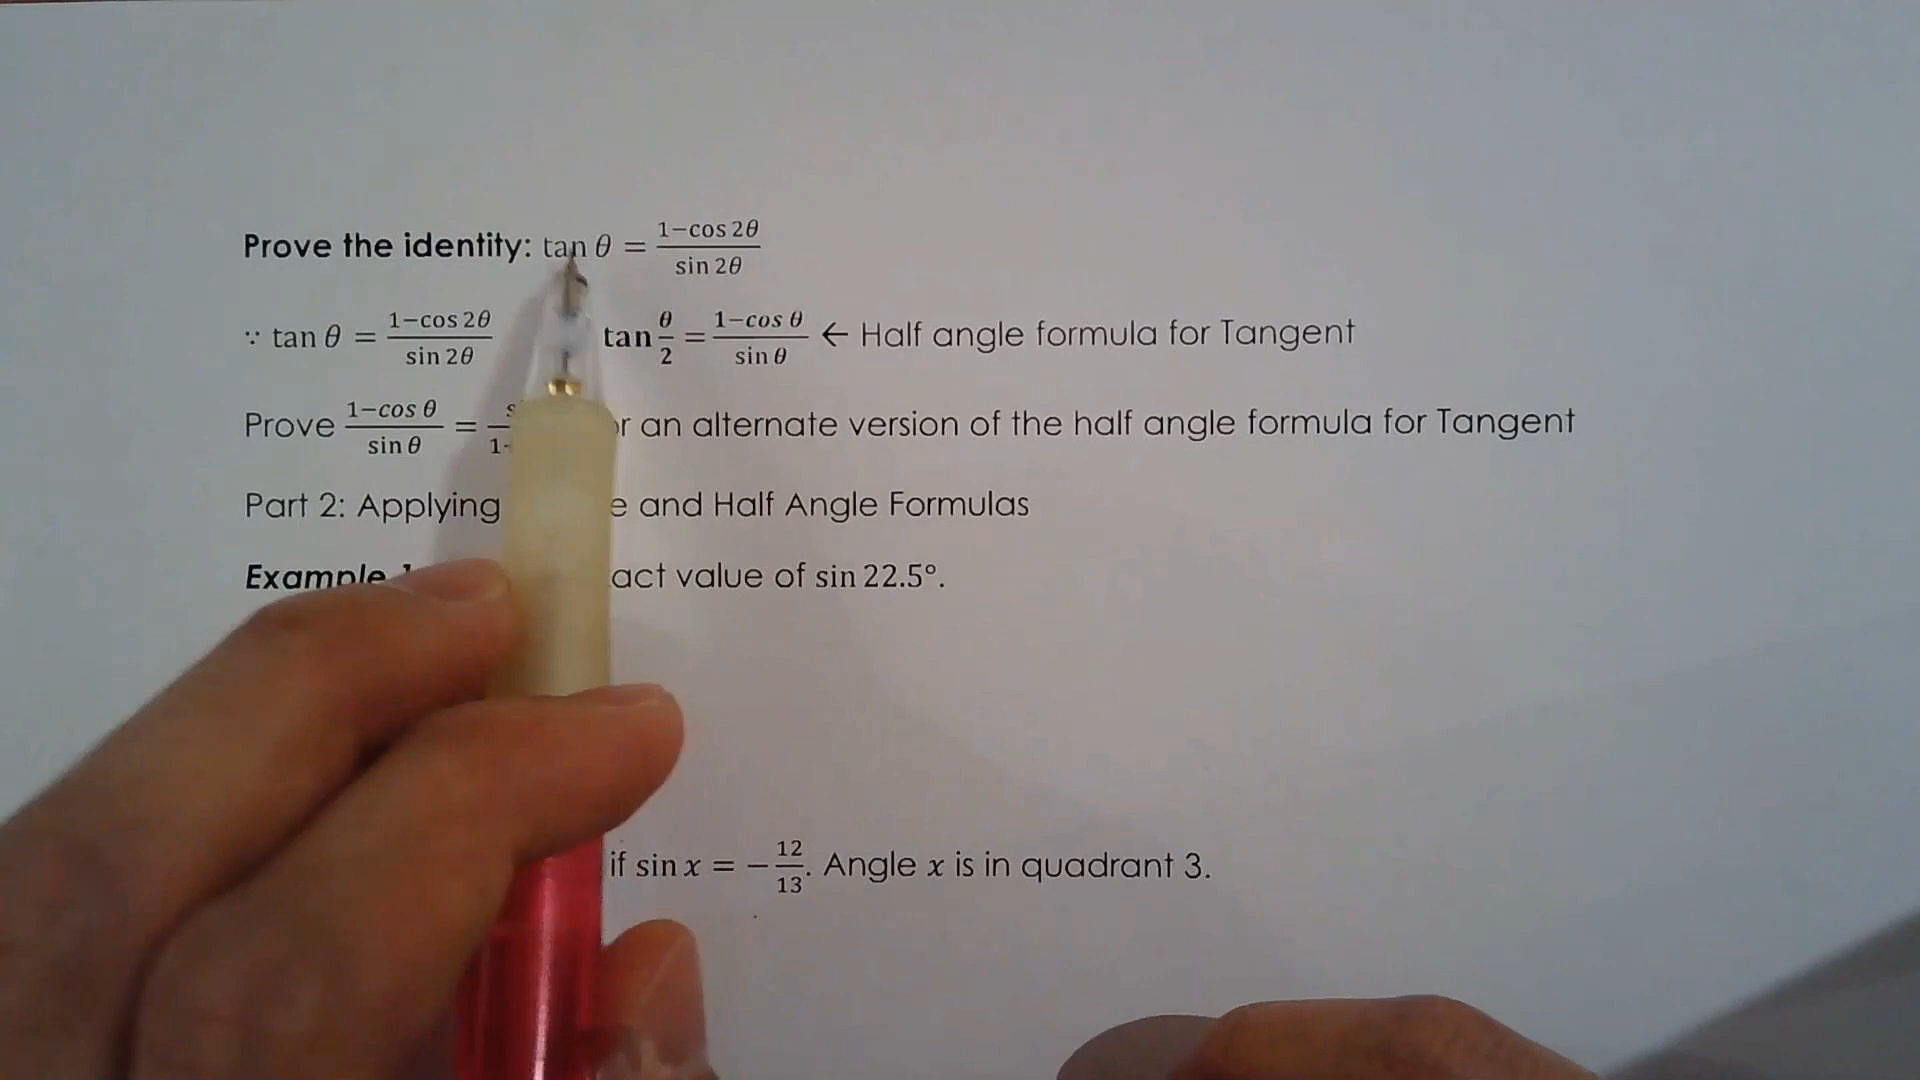 Prove the identity: tan θ = (1−cos 2θ)/(sin 2θ)
∵ tan θ = (1−cos 2θ)/(sin 2θ) tan θ/2 = (1−cos θ)/(sin θ) ← Half angle formula for Tangent
Prove (1−cos θ)/(sin θ) = an alternate version of the half angle formula for Tangent
Part 2: Applying and Half Angle Formulas
Example value of sin 22.5°.
if sin x = −12/13. Angle x is in quadrant 3.